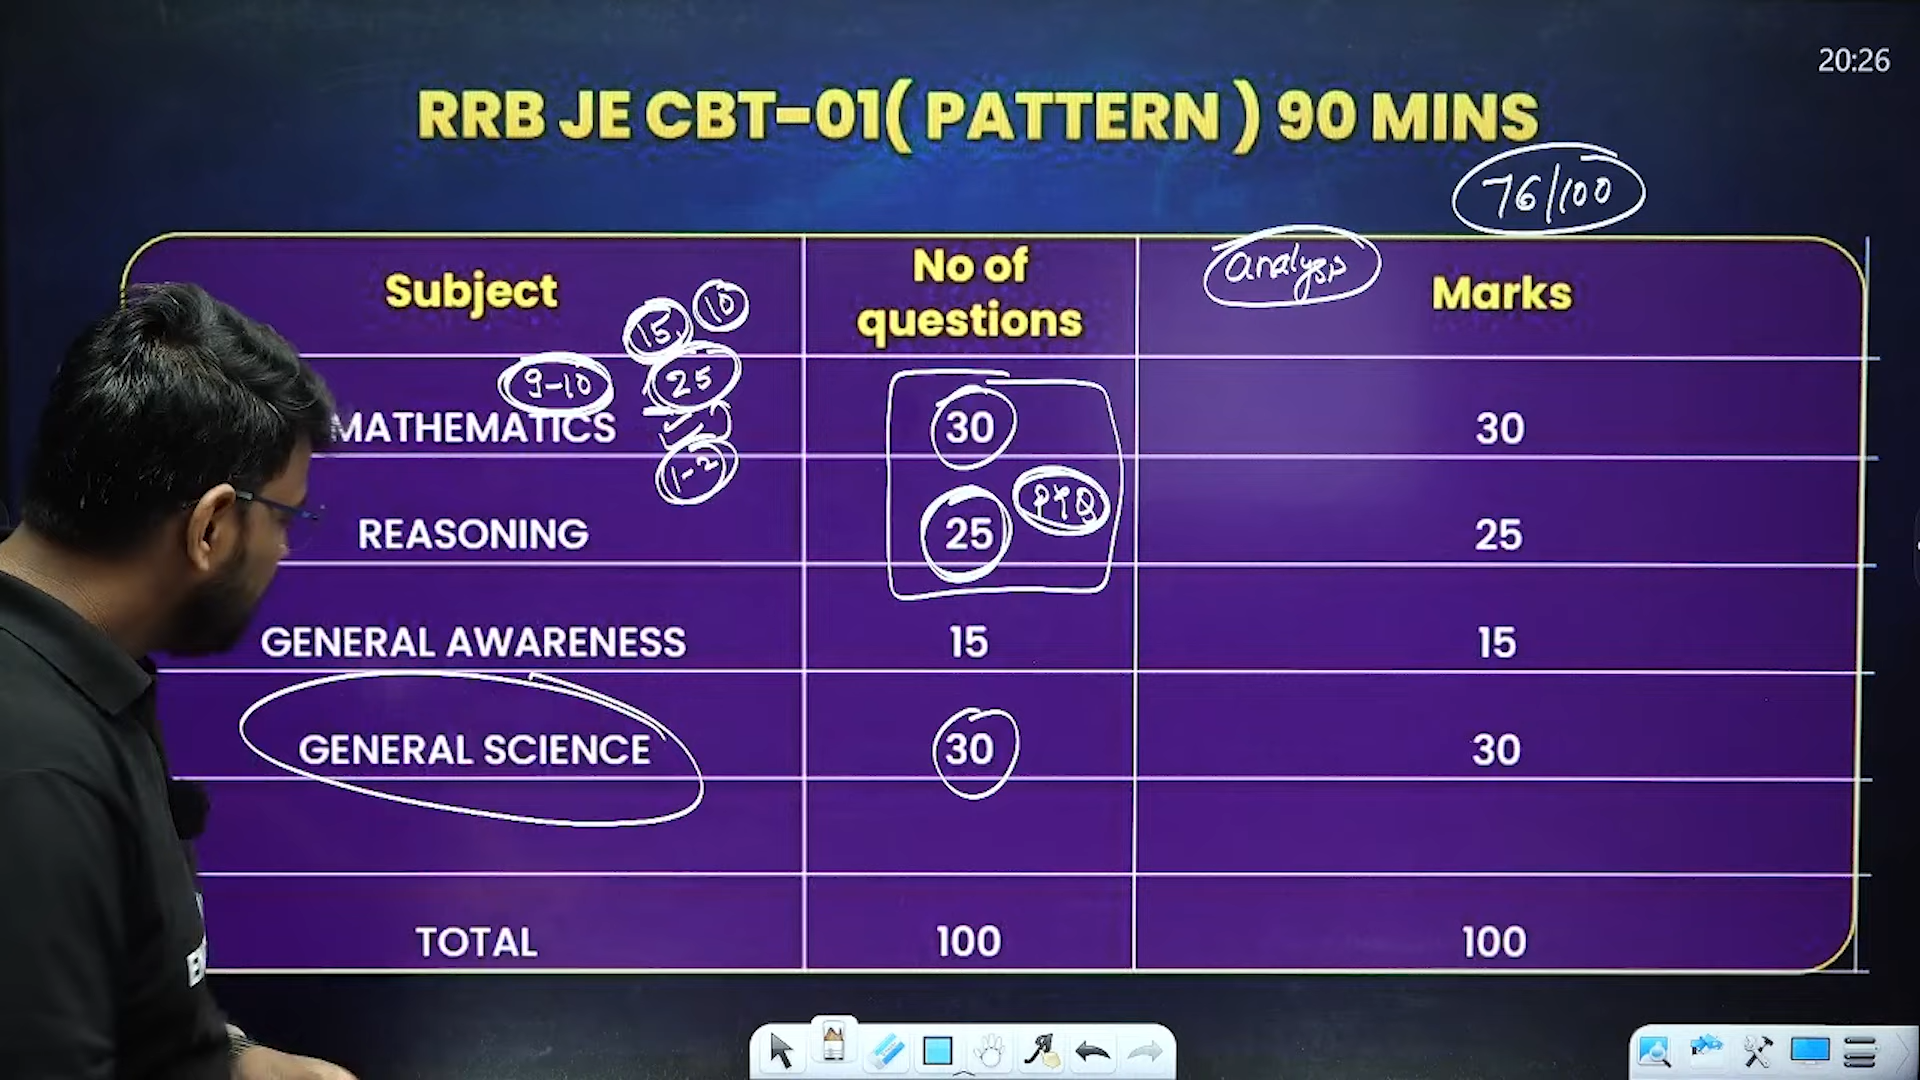 20:26
RRB JE CBT-01( PATTERN ) 90 MINS
76/100
Subject
No of
questions
analysis
Marks
15
10
9-10
25
1-2
MATHEMATICS
30
30
REASONING
25
PYQ
25
GENERAL AWARENESS
15
15
GENERAL SCIENCE
30
30
TOTAL
100
100